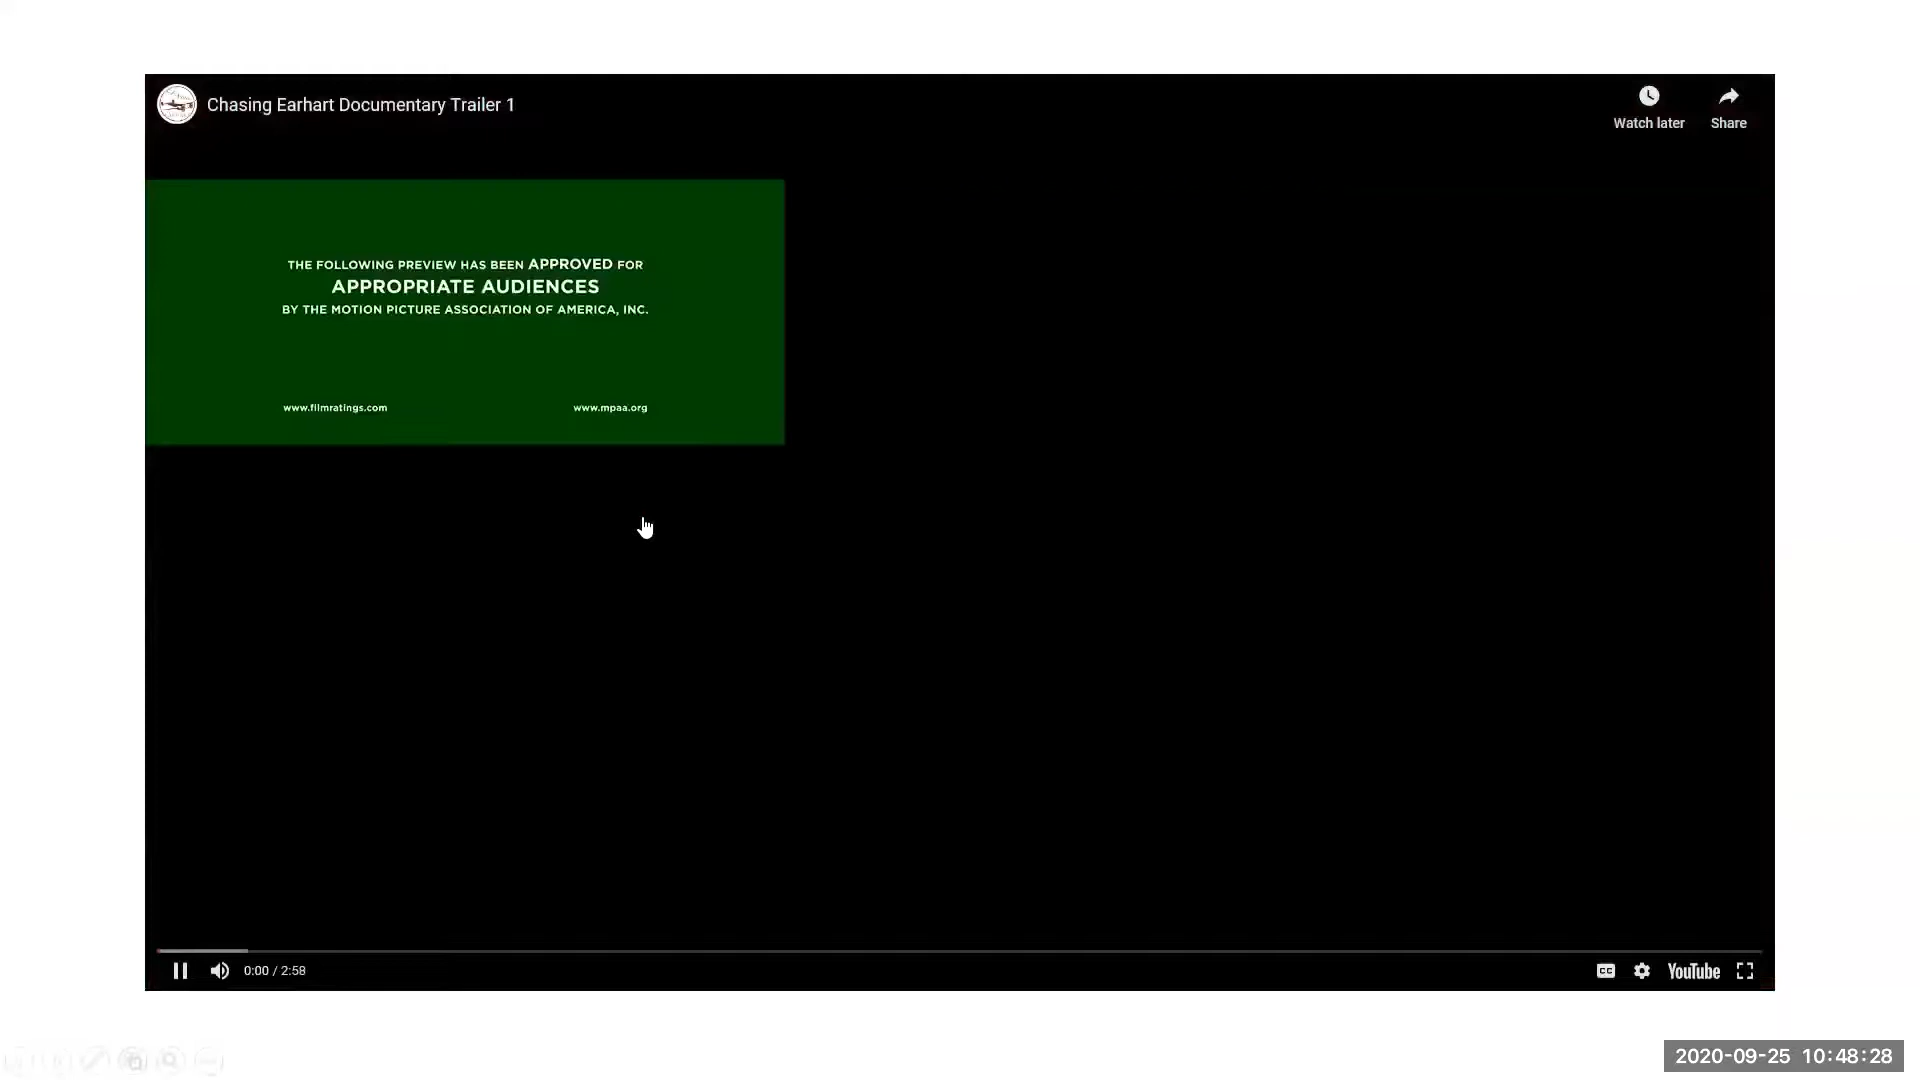 Chasing Earhart Documentary Trailer 1
Watch later
Share
THE FOLLOWING PREVIEW HAS BEEN APPROVED FOR
APPROPRIATE AUDIENCES
BY THE MOTION PICTURE ASSOCIATION OF AMERICA, INC.
www.filmratings.com
www.mpaa.org
0:00 / 2:58
CC
YouTube
2020-09-25 10:48:28